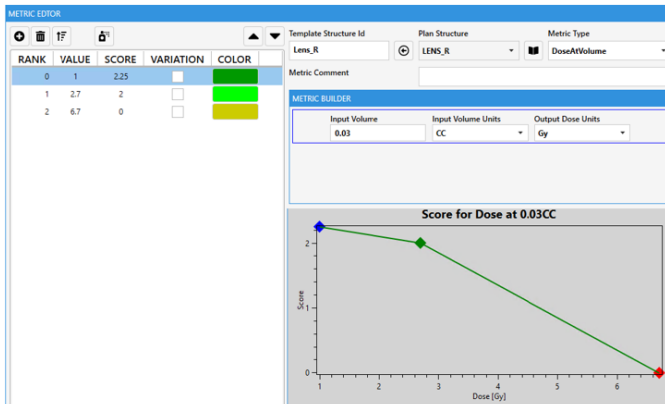 METRIC EDTOR
RANK VALUE SCORE VARIATION COLOR
0 1 2.25
1 2.7 2
2 6.7 0
Template Structure Id Plan Structure Metric Type
Lens_R LENS_R DoseAtVolume
Metric Comment
METRIC BUILDER
Input Volume Input Volume Units Output Dose Units
0.03 CC Gy
Score for Dose at 0.03CC
2
Score
0
1 2 3 4 5 6
Dose [Gy]